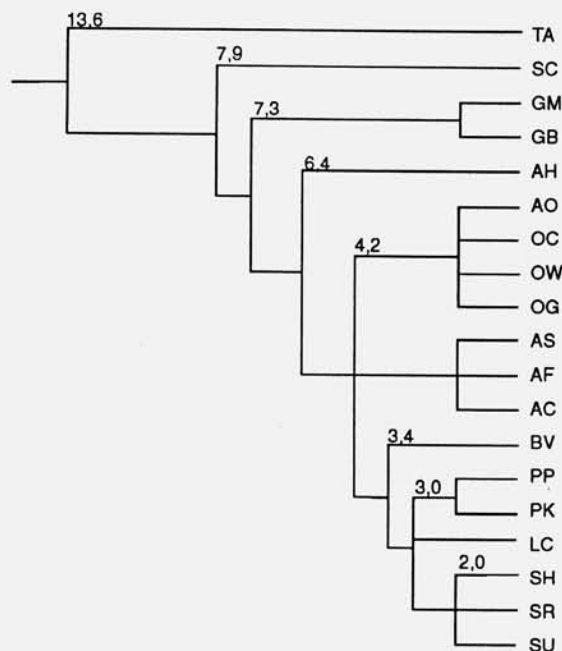 13,6
TA
7,9
SC
7,3
GM
GB
6,4
AH
AO
4,2
OC
OW
OG
AS
AF
AC
3,4
BV
3,0
PP
PK
LC
2,0
SH
SR
SU